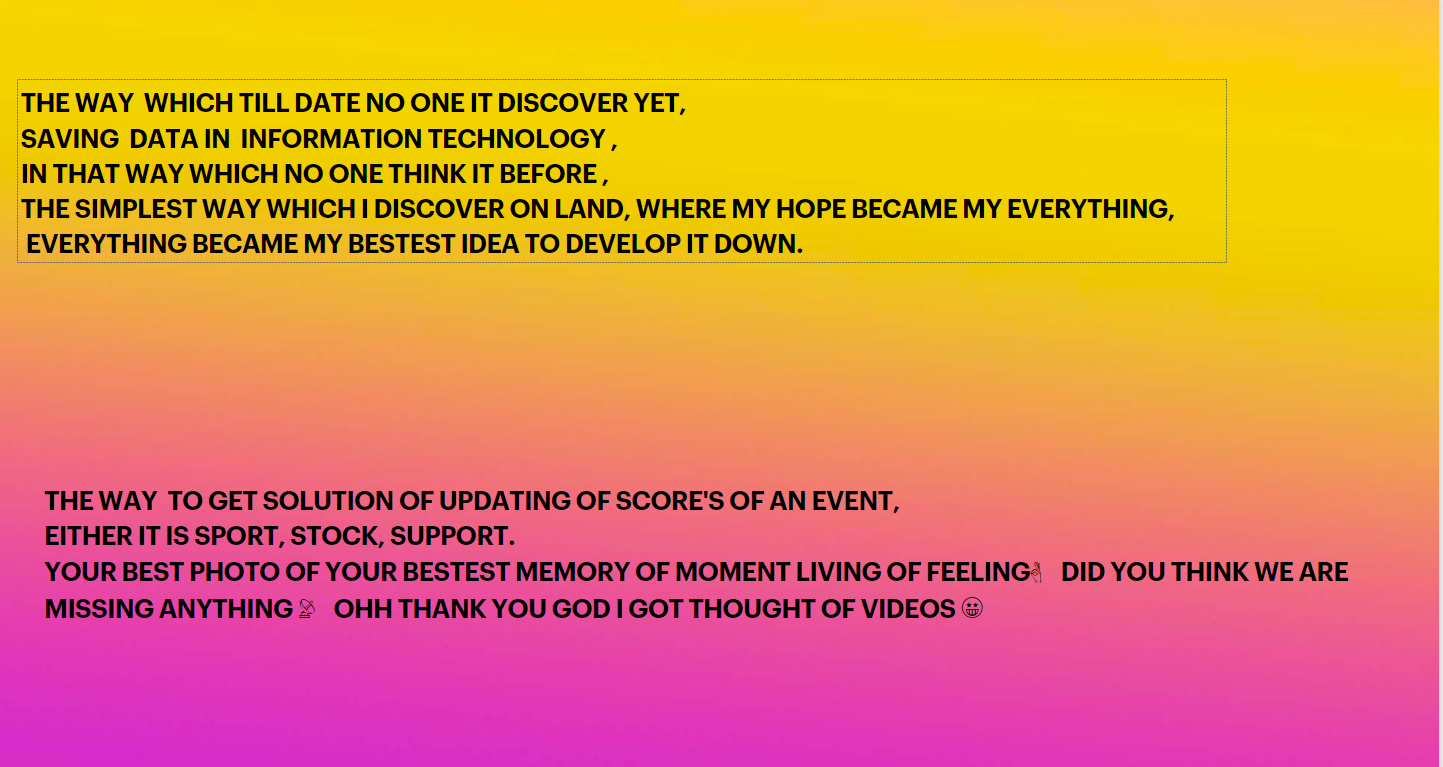 THE WAY  WHICH TILL DATE NO ONE IT DISCOVER YET,
SAVING  DATA IN  INFORMATION TECHNOLOGY ,
IN THAT WAY WHICH NO ONE THINK IT BEFORE ,
THE SIMPLEST WAY WHICH I DISCOVER ON LAND, WHERE MY HOPE BECAME MY EVERYTHING,
EVERYTHING BECAME MY BESTEST IDEA TO DEVELOP IT DOWN.
THE WAY  TO GET SOLUTION OF UPDATING OF SCORE'S OF AN EVENT,
EITHER IT IS SPORT, STOCK, SUPPORT.
YOUR BEST PHOTO OF YOUR BESTEST MEMORY OF MOMENT LIVING OF FEELING   DID YOU THINK WE ARE
MISSING ANYTHING 📡   OHH THANK YOU GOD I GOT THOUGHT OF VIDEOS 🤩